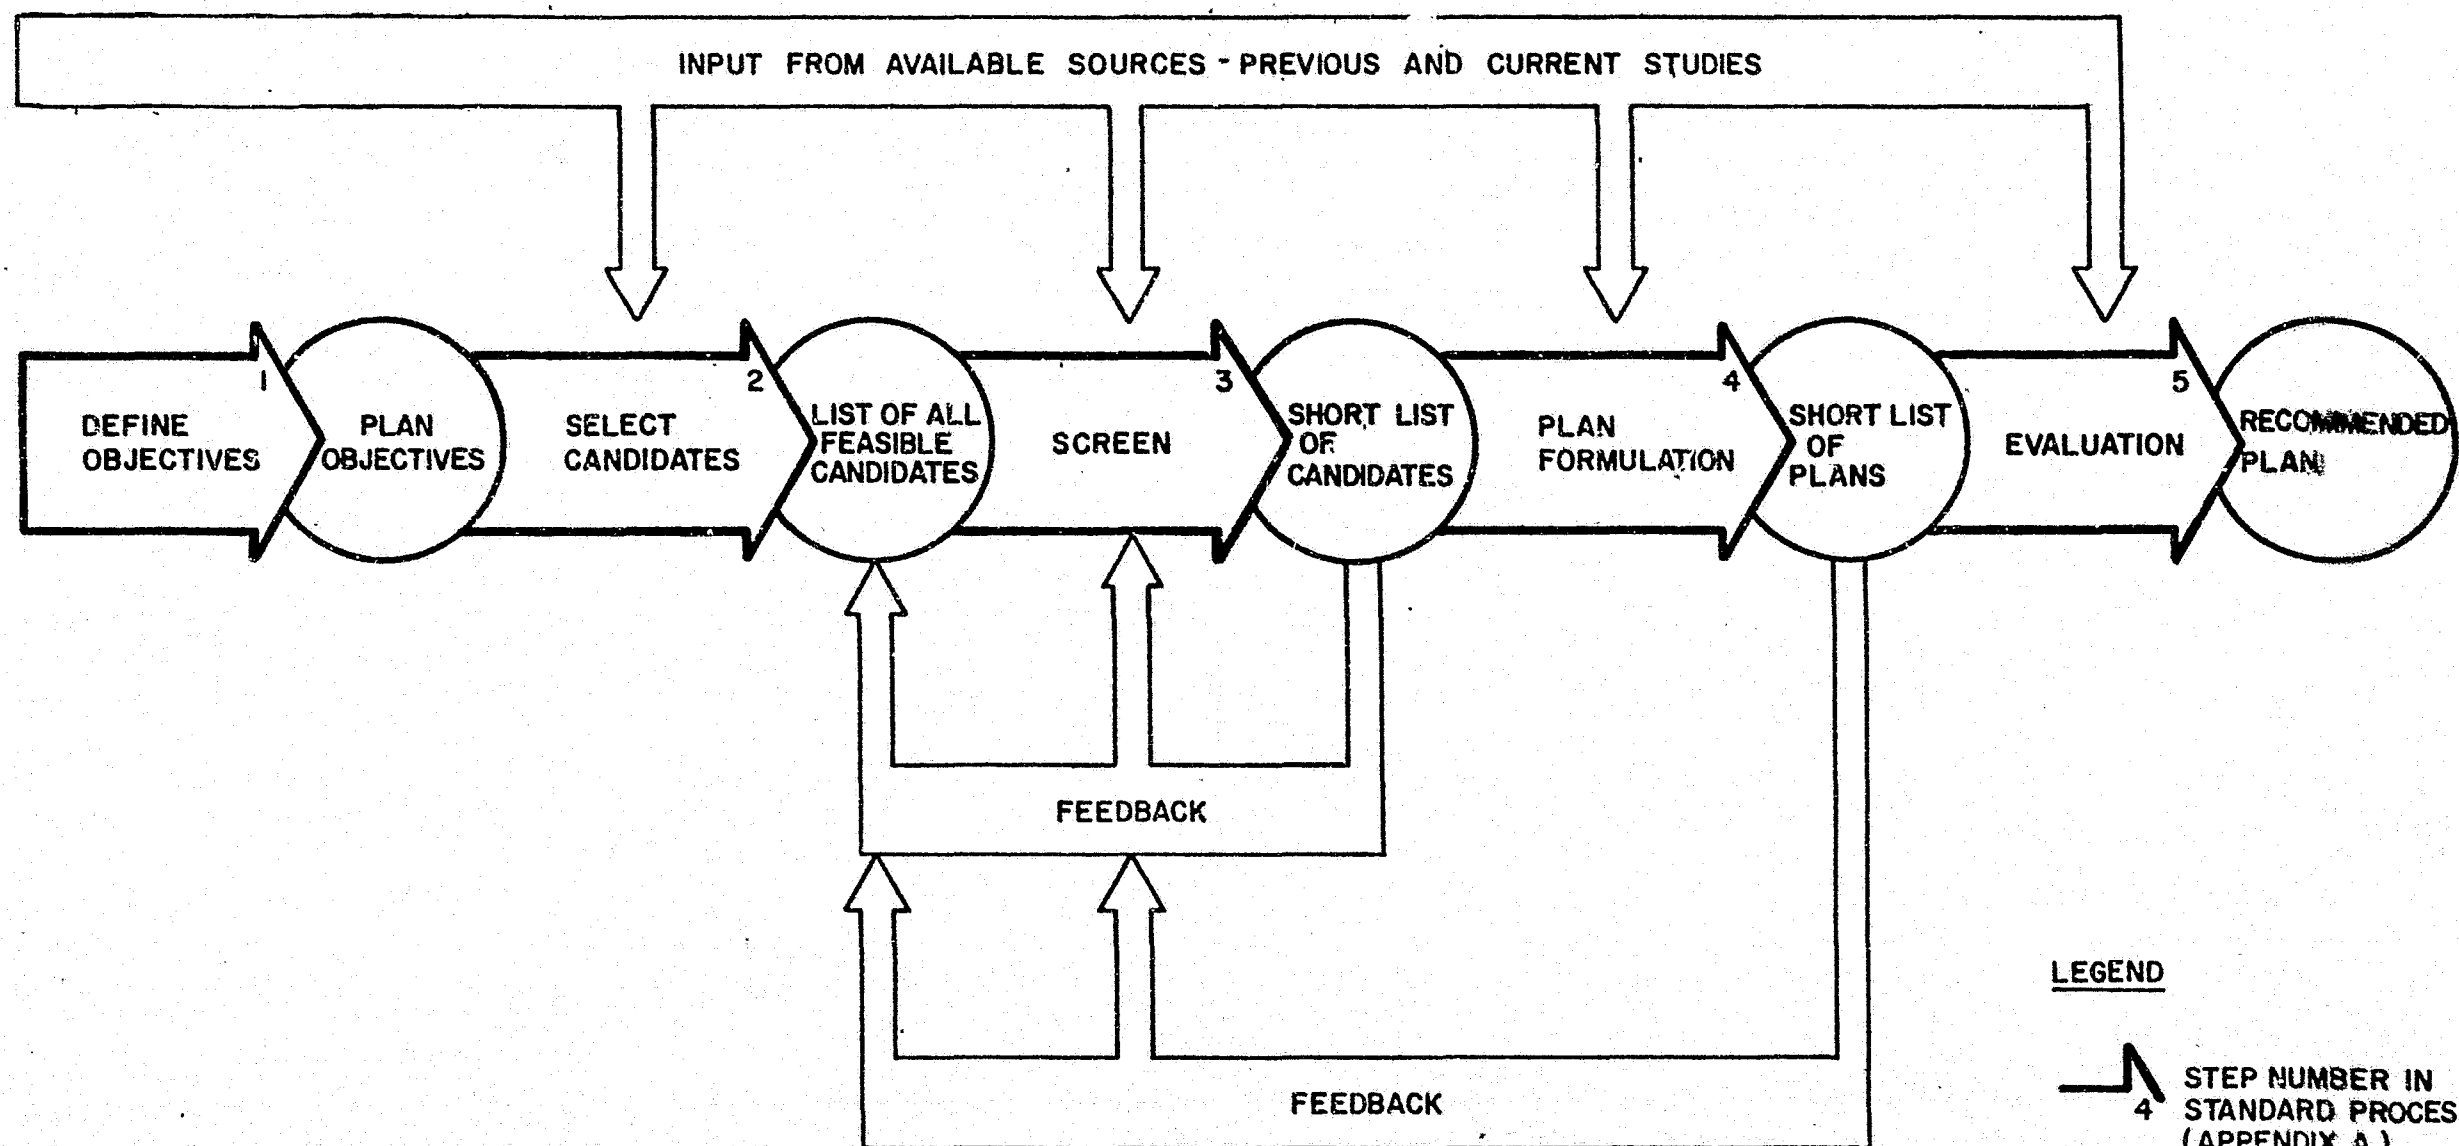 INPUT FROM AVAILABLE SOURCES - PREVIOUS AND CURRENT STUDIES
1
DEFINE
OBJECTIVES
PLAN
OBJECTIVES
2
SELECT
CANDIDATES
LIST OF ALL
FEASIBLE
CANDIDATES
3
SCREEN
SHORT LIST
OF
CANDIDATES
4
PLAN
FORMULATION
SHORT LIST
OF
PLANS
5
EVALUATION
RECOMMENDED
PLAN
FEEDBACK
FEEDBACK
LEGEND
4
STEP NUMBER IN
STANDARD PROCES
(APPENDIX A)